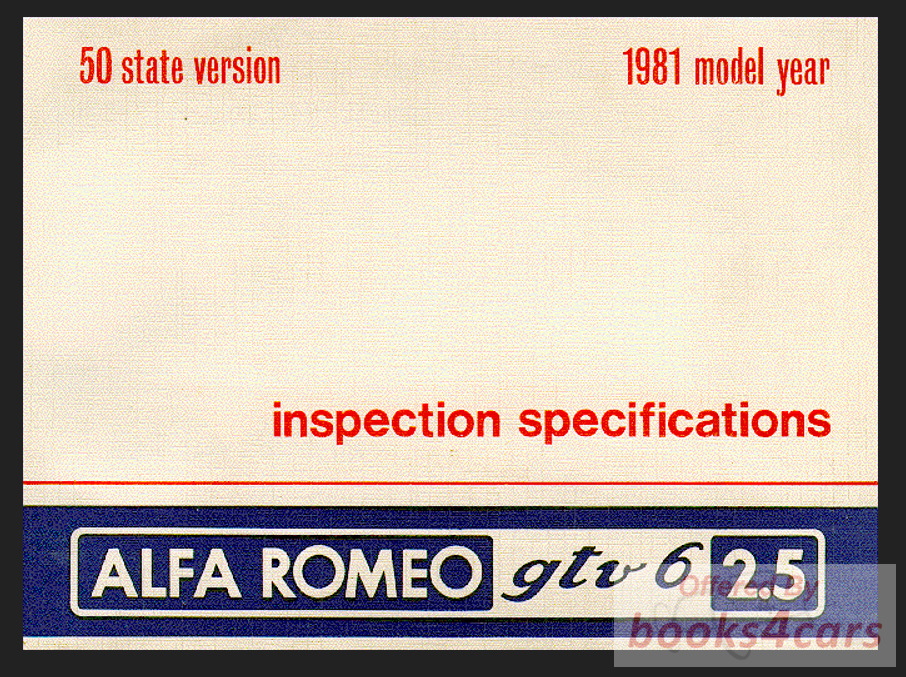 50 state version 1981 model year
inspection specifications
ALFA ROMEO gtv 6 2.5
Offered By
books4cars